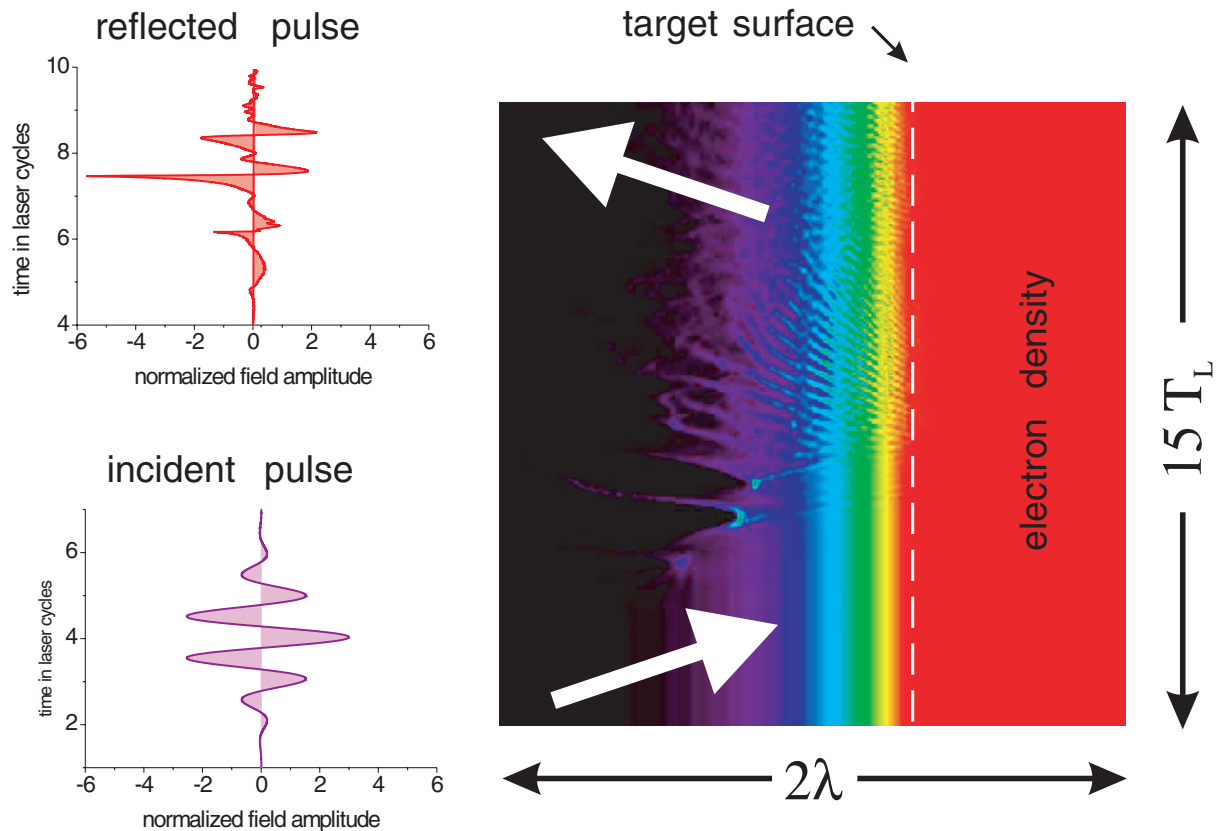 reflected pulse
10
8
6
4
-6 -4 -2 0 2 4 6
time in laser cycles
normalized field amplitude
incident pulse
6
4
2
-6 -4 -2 0 2 4 6
time in laser cycles
normalized field amplitude
target surface
electron density
15 T_L
2λ